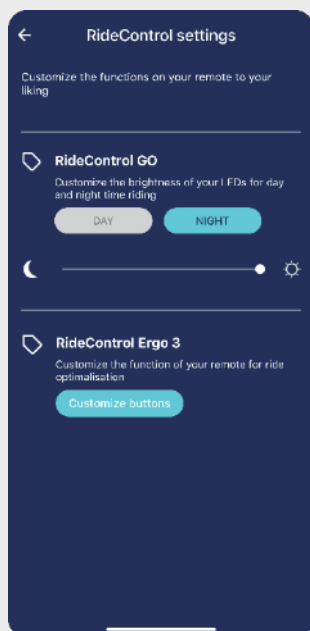 RideControl settings
Customize the functions on your remote to your
liking
RideControl GO
Customize the brightness of your LEDs for day
and night time riding
DAY
NIGHT
RideControl Ergo 3
Customize the function of your remote for ride
optimalisation
Customize buttons